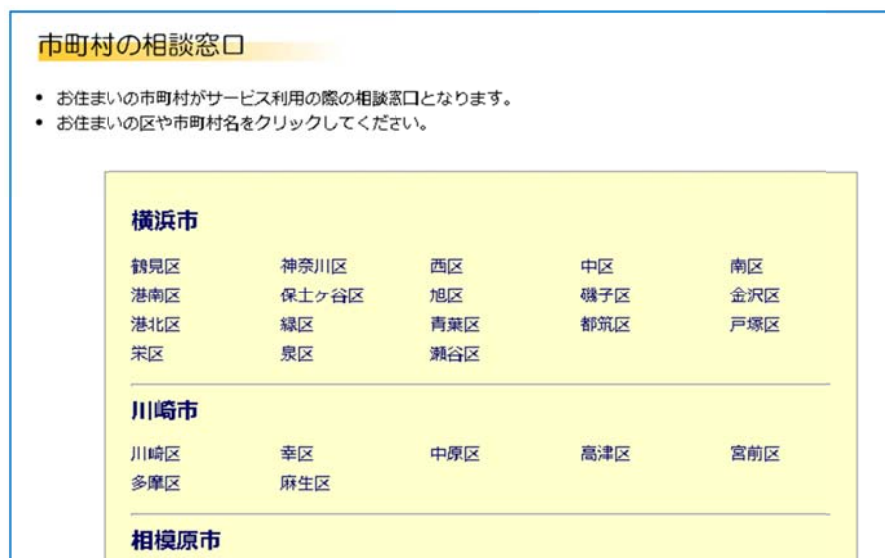 市町村の相談窓口
• お住まいの市町村がサービス利用の際の相談窓口となります。
• お住まいの区や市町村名をクリックしてください。
横浜市
鶴見区 神奈川区 西区 中区 南区
港南区 保土ヶ谷区 旭区 磯子区 金沢区
港北区 緑区 青葉区 都筑区 戸塚区
栄区 泉区 瀬谷区
川崎市
川崎区 幸区 中原区 高津区 宮前区
多摩区 麻生区
相模原市